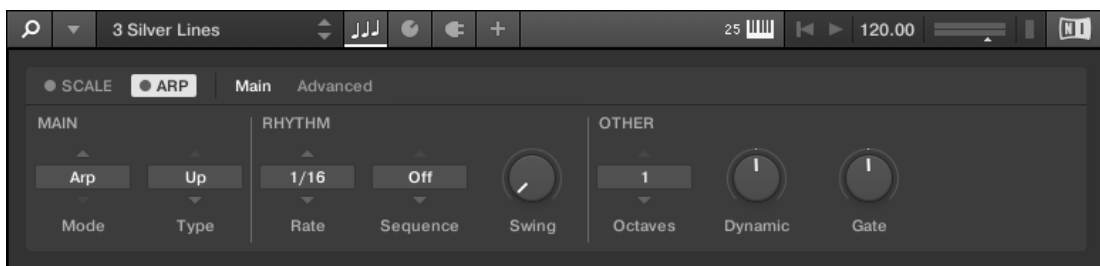 3 Silver Lines
25
120.00
NI
SCALE ARP Main Advanced
MAIN RHYTHM OTHER
Arp Up 1/16 Off 1
Mode Type Rate Sequence Swing Octaves Dynamic Gate